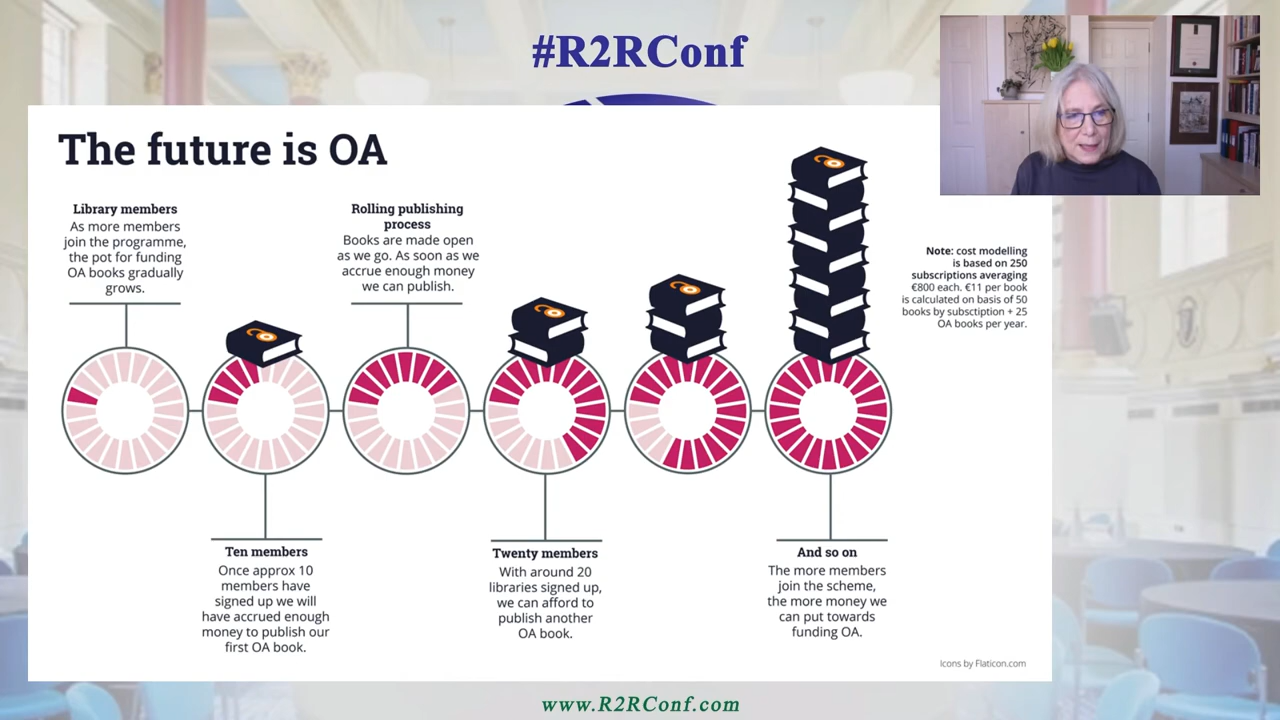 #R2RConf
The future is OA
Library members
As more members
join the programme,
the pot for funding
OA books gradually
grows.
Rolling publishing
process
Books are made open
as we go. As soon as we
accrue enough money
we can publish.
Note: cost modelling
is based on 250
subscriptions averaging
€800 each. €11 per book
is calculated on basis of 50
books by subsctiption + 25
OA books per year.
Ten members
Once approx 10
members have
signed up we will
have accrued enough
money to publish our
first OA book.
Twenty members
With around 20
libraries signed up,
we can afford to
publish another
OA book.
And so on
The more members
join the scheme,
the more money we
can put towards
funding OA.
Icons by Flaticon.com
www.R2RConf.com